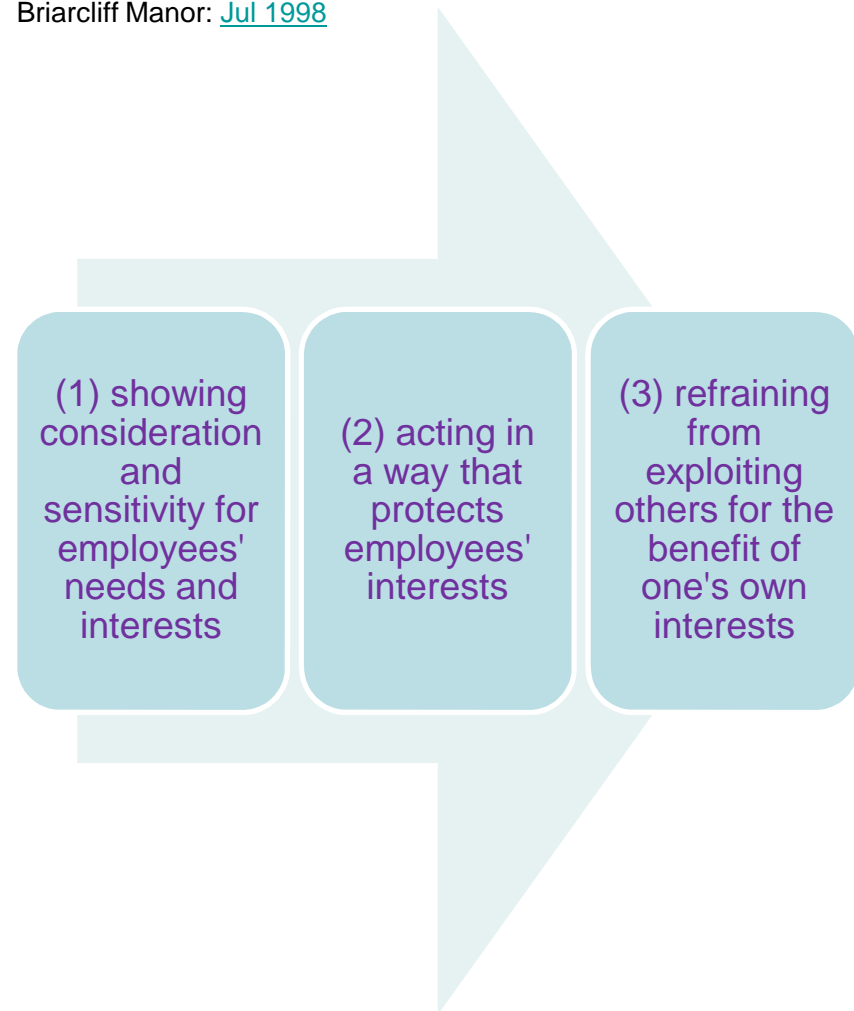 Briarcliff Manor: Jul 1998
(1) showing
consideration
and
sensitivity for
employees'
needs and
interests
(2) acting in
a way that
protects
employees'
interests
(3) refraining
from
exploiting
others for the
benefit of
one's own
interests